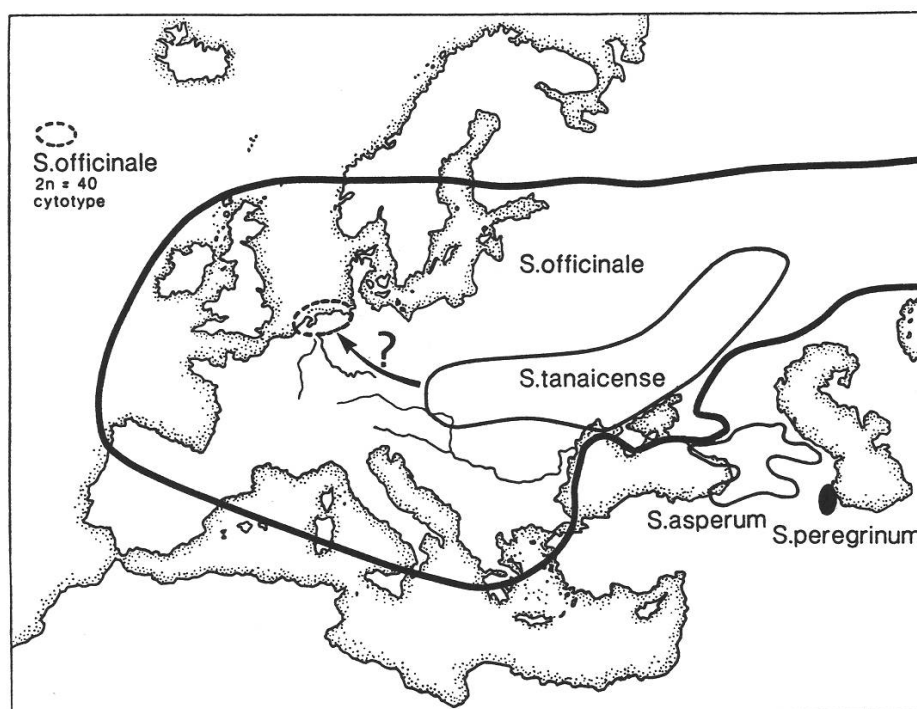 S.officinale
2n = 40
cytotype
S.officinale
?
S.tanaicense
S.asperum
S.peregrinum